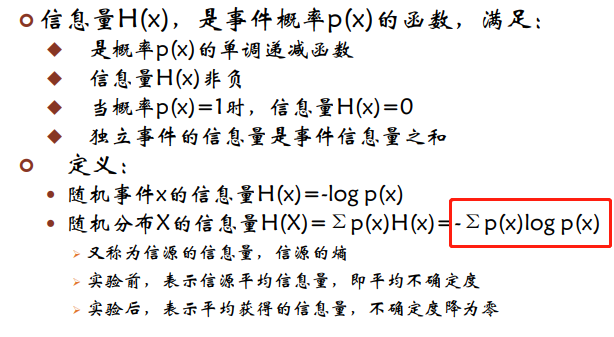 信息量H(x)，是事件概率p(x)的函数，满足：
是概率p(x)的单调递减函数
信息量H(x)非负
当概率p(x)=1时，信息量H(x)=0
独立事件的信息量是事件信息量之和
定义：
随机事件x的信息量H(x)=-log p(x)
随机分布X的信息量H(X)=Σp(x)H(x)=-Σp(x)log p(x)
又称为信源的信息量，信源的熵
实验前，表示信源平均信息量，即平均不确定度
实验后，表示平均获得的信息量，不确定度降为零